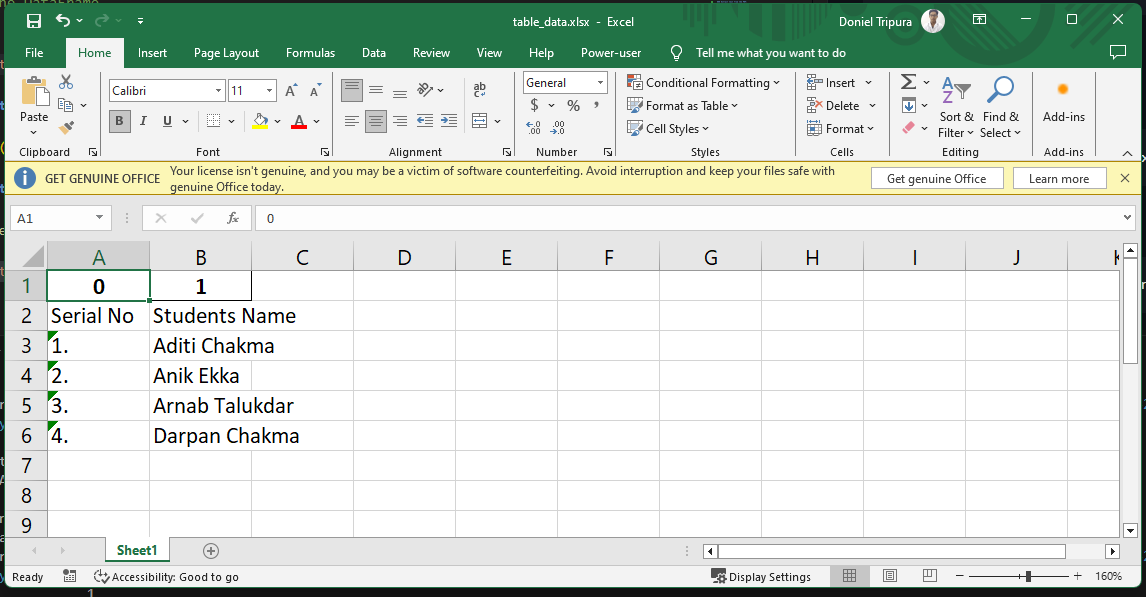 table_data.xlsx - Excel
Doniel Tripura
File Home Insert Page Layout Formulas Data Review View Help Power-user Tell me what you want to do
Calibri 11 General Conditional Formatting Insert
Paste Format as Table Delete Sort & Find & Add-ins
B I U $ % , Cell Styles Format Filter Select
Clipboard Font Alignment Number Styles Cells Editing Add-ins
GET GENUINE OFFICE Your license isn't genuine, and you may be a victim of software counterfeiting. Avoid interruption and keep your files safe with
genuine Office today.
Get genuine Office Learn more
A1 fx 0
A B C D E F G H I J K
1 0 1
2 Serial No Students Name
3 1. Aditi Chakma
4 2. Anik Ekka
5 3. Arnab Talukdar
6 4. Darpan Chakma
7
8
9
Sheet1
Ready Accessibility: Good to go Display Settings 160%